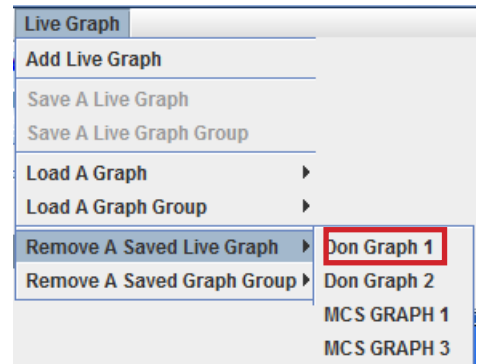 Live Graph
Add Live Graph
Save A Live Graph
Save A Live Graph Group
Load A Graph
Load A Graph Group
Remove A Saved Live Graph
Remove A Saved Graph Group
Don Graph 1
Don Graph 2
MCS GRAPH 1
MCS GRAPH 3